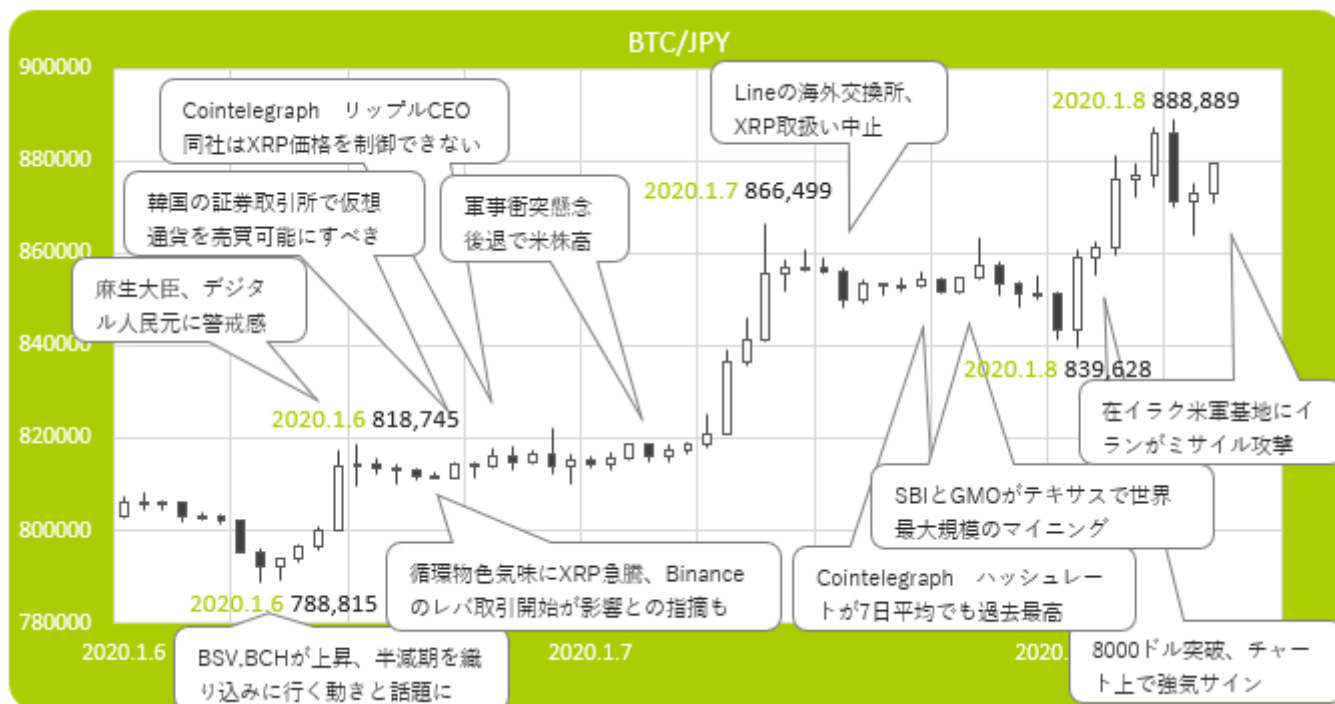 BTC/JPY
900000
880000
860000
840000
820000
800000
780000
Cointelegraph リップルCEO
同社はXRP価格を制御できない
韓国の証券取引所で仮想
通貨を売買可能にすべき
麻生大臣、デジタ
ル人民元に警戒感
軍事衝突懸念
後退で米株高
Lineの海外交換所、
XRP取扱い中止
2020.1.8 888,889
2020.1.7 866,499
2020.1.6 818,745
2020.1.8 839,628
2020.1.6 788,815
在イラク米軍基地にイ
ランがミサイル攻撃
SBIとGMOがテキサスで世界
最大規模のマイニング
循環物色気味にXRP急騰、Binance
のレバ取引開始が影響との指摘も
Cointelegraph ハッシュレー
トが7日平均でも過去最高
BSV,BCHが上昇、半減期を織
り込みに行く動きと話題に
8000ドル突破、チャー
ト上で強気サイン
2020.1.6
2020.1.7
2020.